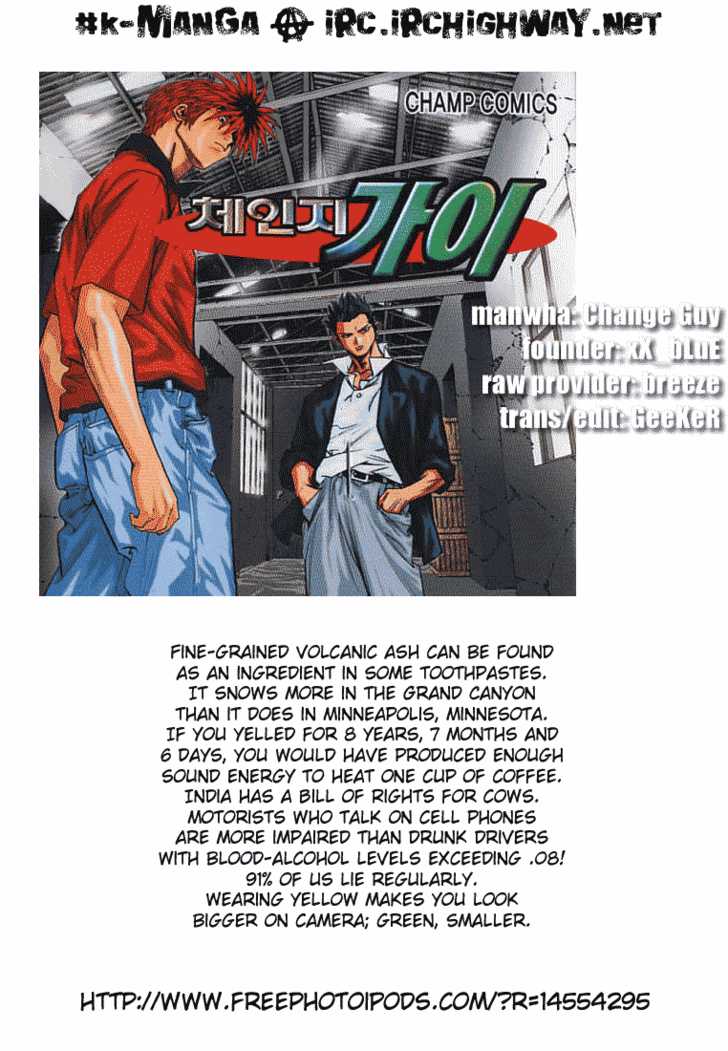 #K-MANGA @ iRC.iRCHiGHWAY.NeT
CHAMP COMICS
체인지 가이
manwha: Change Guy
founder: xX_bLuE
raw provider: breeze
trans/edit: GeeKeR
FINE-GRAINED VOLCANIC ASH CAN BE FOUND
AS AN INGREDIENT IN SOME TOOTHPASTES.
IT SNOWS MORE IN THE GRAND CANYON
THAN IT DOES IN MINNEAPOLIS, MINNESOTA.
IF YOU YELLED FOR 8 YEARS, 7 MONTHS AND
6 DAYS, YOU WOULD HAVE PRODUCED ENOUGH
SOUND ENERGY TO HEAT ONE CUP OF COFFEE.
INDIA HAS A BILL OF RIGHTS FOR COWS.
MOTORISTS WHO TALK ON CELL PHONES
ARE MORE IMPAIRED THAN DRUNK DRIVERS
WITH BLOOD-ALCOHOL LEVELS EXCEEDING .08!
91% OF US LIE REGULARLY.
WEARING YELLOW MAKES YOU LOOK
BIGGER ON CAMERA; GREEN, SMALLER.
HTTP://WWW.FREEPHOTOIPODS.COM/?R=14554295